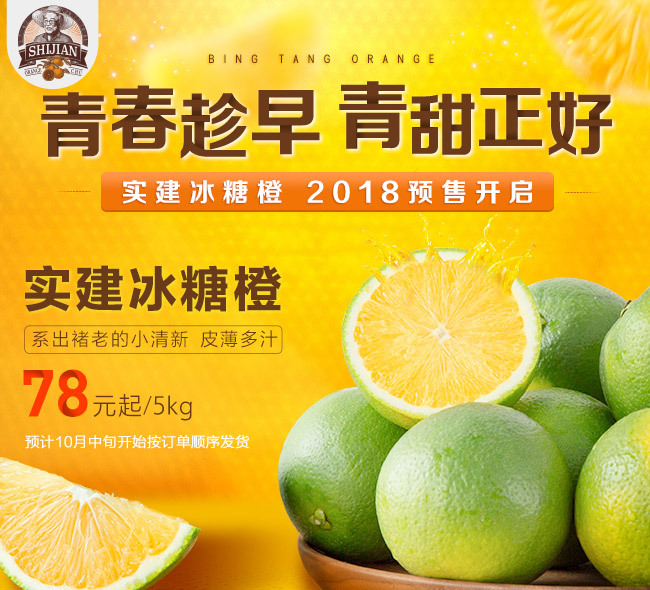 SHIJIAN
ORANGE CHU
BING TANG ORANGE
青春趁早 青甜正好
实建冰糖橙 2018预售开启
实建冰糖橙
系出褚老的小清新 皮薄多汁
78元起/5kg
预计10月中旬开始按订单顺序发货